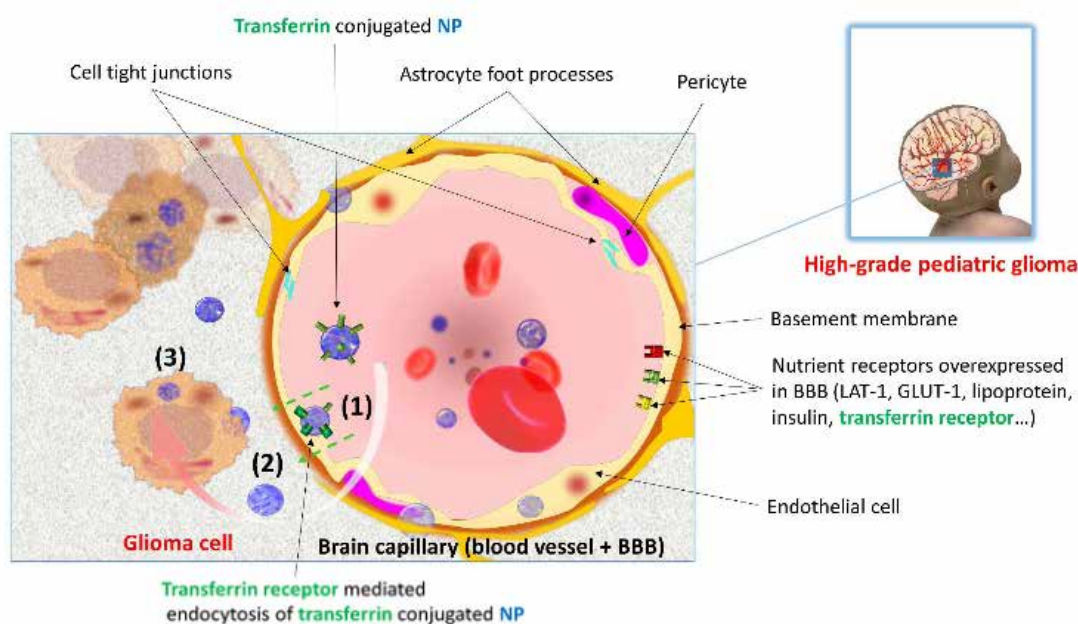 Transferrin conjugated NP
Cell tight junctions
Astrocyte foot processes
Pericyte
High-grade pediatric glioma
Basement membrane
Nutrient receptors overexpressed
in BBB (LAT-1, GLUT-1, lipoprotein,
insulin, transferrin receptor...)
Endothelial cell
(1)
(2)
(3)
Glioma cell
Brain capillary (blood vessel + BBB)
Transferrin receptor mediated
endocytosis of transferrin conjugated NP